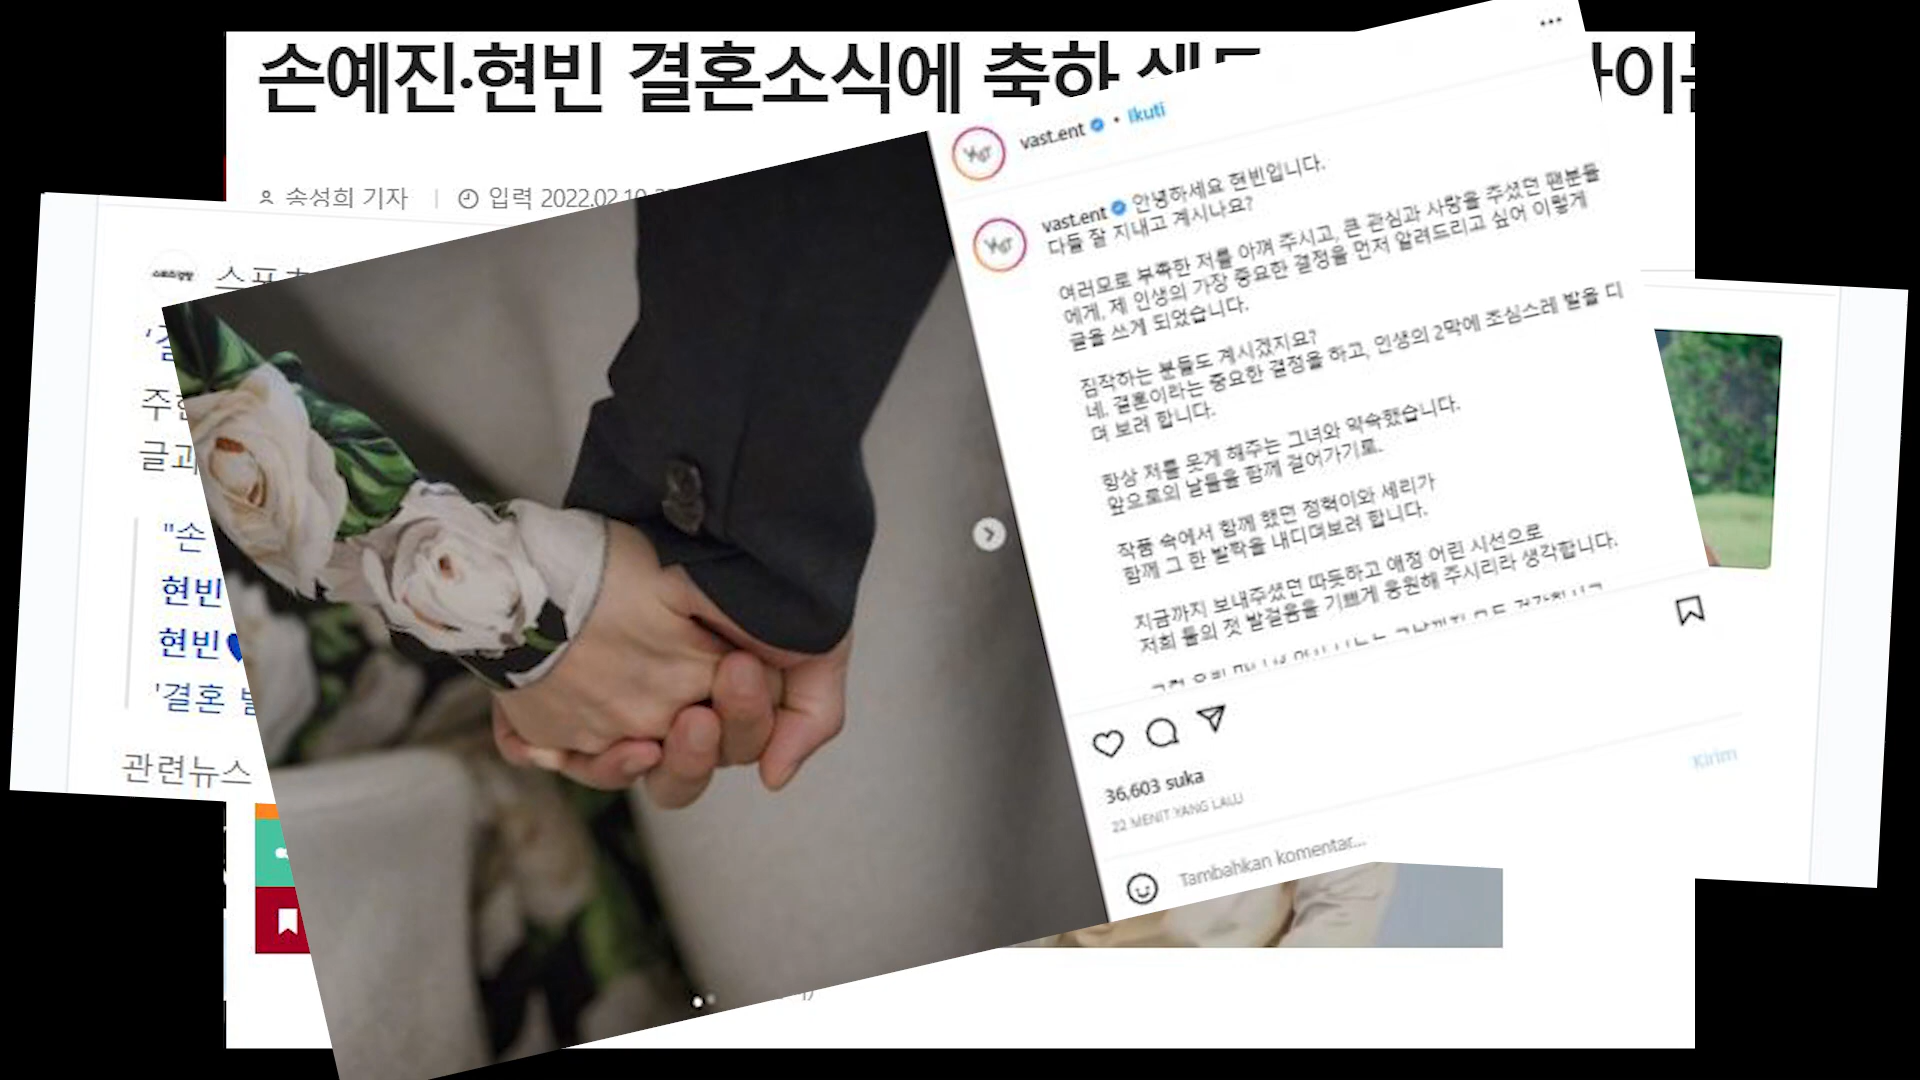 손예진·현빈 결혼소식에 축하
송성희 기자
입력 2022.02.10
vast.ent • Ikuti
vast.ent 안녕하세요 현빈입니다.
다들 잘 지내고 계시나요?
여러모로 부족한 저를 아껴 주시고, 큰 관심과 사랑을 주셨던 팬분들
에게, 제 인생의 가장 중요한 결정을 먼저 알려드리고 싶어 이렇게
글을 쓰게 되었습니다.
짐작하는 분들도 계시겠지요?
네, 결혼이라는 중요한 결정을 하고, 인생의 2막에 조심스레 발을 디
뎌 보려 합니다.
항상 저를 웃게 해주는 그녀와 약속했습니다.
앞으로의 날들을 함께 걸어가기로.
작품 속에서 함께 했던 정혁이와 세리가
함께 그 한 발짝을 내디뎌보려 합니다.
지금까지 보내주셨던 따듯하고 애정 어린 시선으로
저희 둘의 첫 발걸음을 기쁘게 응원해 주시리라 생각합니다.
36,603 suka
22 MENIT YANG LALU
Tambahkan komentar...
Kirim
주
글과
"손
현빈
현빈
'결혼
관련뉴스